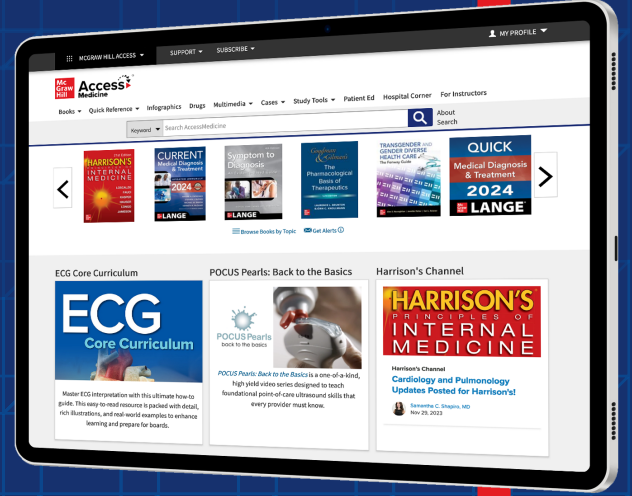 MCGRAW HILL ACCESS
SUPPORT
SUBSCRIBE
MY PROFILE
Mc
Graw
Hill
Access
Medicine
Books
Quick Reference
Infographics
Drugs
Multimedia
Cases
Study Tools
Patient Ed
Hospital Corner
For Instructors
Keyword
Search AccessMedicine
About
Search
HARRISON'S
PRINCIPLES OF
INTERNAL
MEDICINE
CURRENT
Medical Diagnosis
& Treatment
2024
LANGE
Symptom to
Diagnosis
LANGE
Goodman
& Gilman's
The
Pharmacological
Basis of
Therapeutics
TRANSGENDER AND
GENDER DIVERSE
HEALTH CARE
The Fenway Guide
QUICK
Medical Diagnosis
& Treatment
2024
LANGE
Browse Books by Topic
Get Alerts
ECG Core Curriculum
ECG
Core Curriculum
Master ECG interpretation with this ultimate how-to
guide. This easy-to-read resource is packed with detail,
rich illustrations, and real-world examples to enhance
learning and prepare for boards.
POCUS Pearls: Back to the Basics
POCUS Pearls
back to the basics
POCUS Pearls: Back to the Basics is a one-of-a-kind,
high yield video series designed to teach
foundational point-of-care ultrasound skills that
every provider must know.
Harrison's Channel
HARRISON'S
PRINCIPLES OF
INTERNAL
MEDICINE
Harrison's Channel
Cardiology and Pulmonology
Updates Posted for Harrison's!
Samantha C. Shapiro, MD
Nov 29, 2023